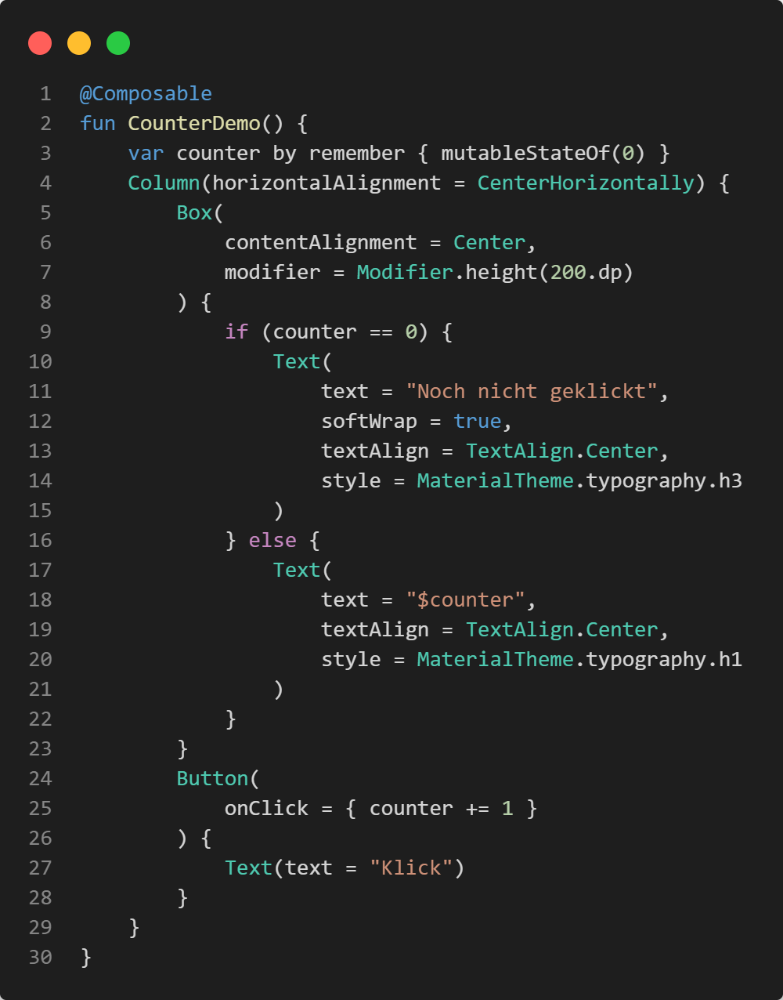 1 @Composable
2 fun CounterDemo() {
3     var counter by remember { mutableStateOf(0) }
4     Column(horizontalAlignment = CenterHorizontally) {
5         Box(
6             contentAlignment = Center,
7             modifier = Modifier.height(200.dp)
8         ) {
9             if (counter == 0) {
10                 Text(
11                     text = "Noch nicht geklickt",
12                     softWrap = true,
13                     textAlign = TextAlign.Center,
14                     style = MaterialTheme.typography.h3
15                 )
16             } else {
17                 Text(
18                     text = "$counter",
19                     textAlign = TextAlign.Center,
20                     style = MaterialTheme.typography.h1
21                 )
22             }
23         }
24         Button(
25             onClick = { counter += 1 }
26         ) {
27             Text(text = "Klick")
28         }
29     }
30 }